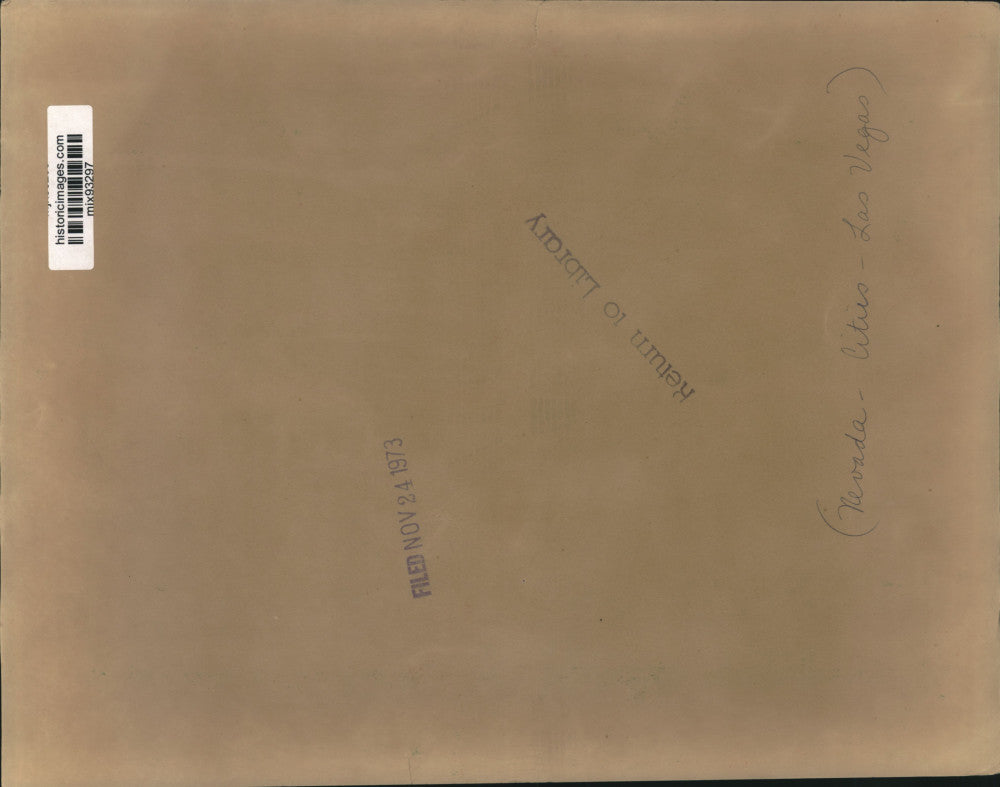 historicimages.com
mix93297
Return to Library
FILED NOV 24 1973
(Nevada - Cities - Las Vegas)